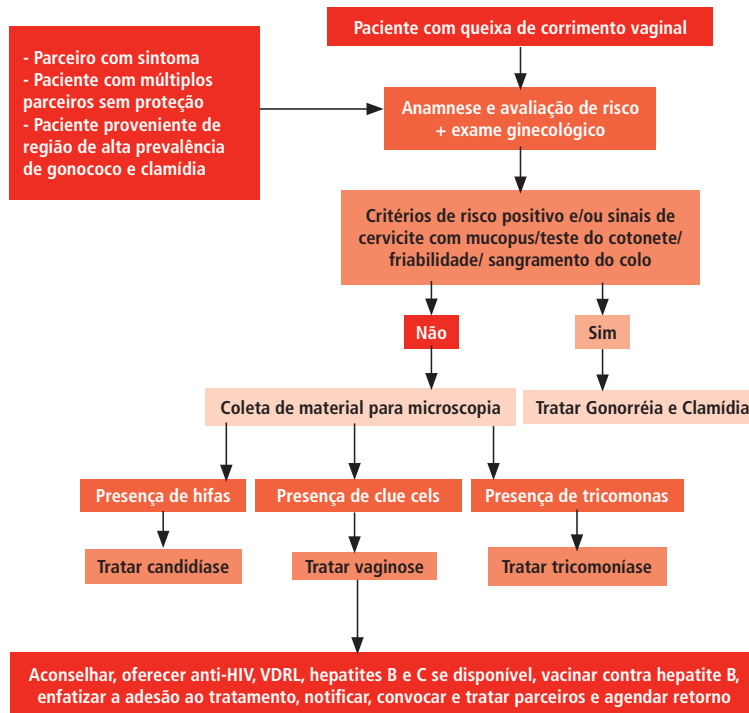 Paciente com queixa de corrimento vaginal
- Parceiro com sintoma
- Paciente com múltiplos
parceiros sem proteção
- Paciente proveniente de
região de alta prevalência
de gonococo e clamídia
Anamnese e avaliação de risco
+ exame ginecológico
Critérios de risco positivo e/ou sinais de
cervicite com mucopus/teste do cotonete/
friabilidade/ sangramento do colo
Não
Sim
Coleta de material para microscopia
Tratar Gonorréia e Clamídia
Presença de hifas
Presença de clue cels
Presença de tricomonas
Tratar candidíase
Tratar vaginose
Tratar tricomoníase
Aconselhar, oferecer anti-HIV, VDRL, hepatites B e C se disponível, vacinar contra hepatite B,
enfatizar a adesão ao tratamento, notificar, convocar e tratar parceiros e agendar retorno